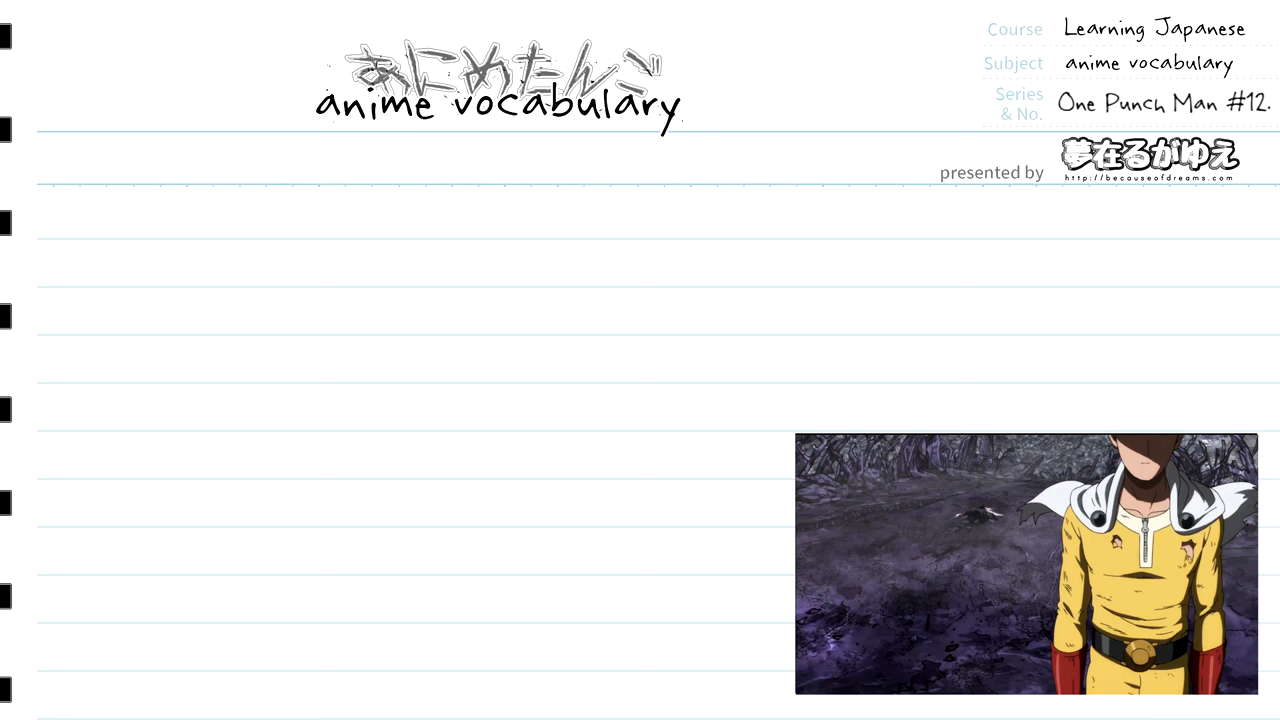 あにめたんご
anime vocabulary
Course Learning Japanese
Subject anime vocabulary
Series & No. One Punch Man #12.
presented by 夢在るがゆえ
http://becauseofdreams.com